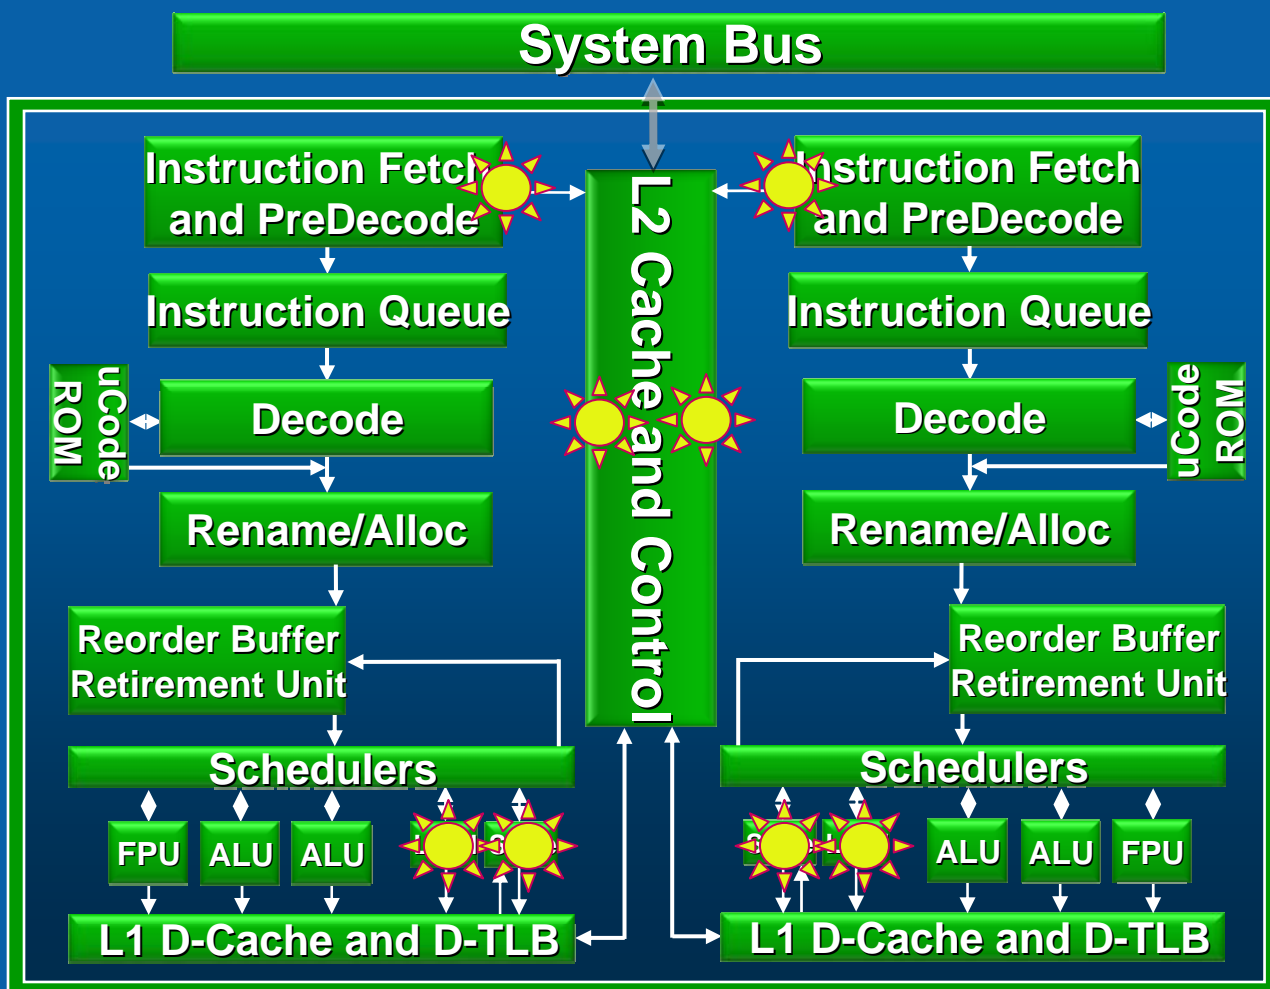 System Bus
Instruction Fetch
and PreDecode
Instruction Queue
uCode
ROM
Decode
Rename/Alloc
Reorder Buffer
Retirement Unit
Schedulers
FPU
ALU
ALU
L1 D-Cache and D-TLB
L2 Cache and Control
Instruction Fetch
and PreDecode
Instruction Queue
Decode
uCode
ROM
Rename/Alloc
Reorder Buffer
Retirement Unit
Schedulers
ALU
ALU
FPU
L1 D-Cache and D-TLB